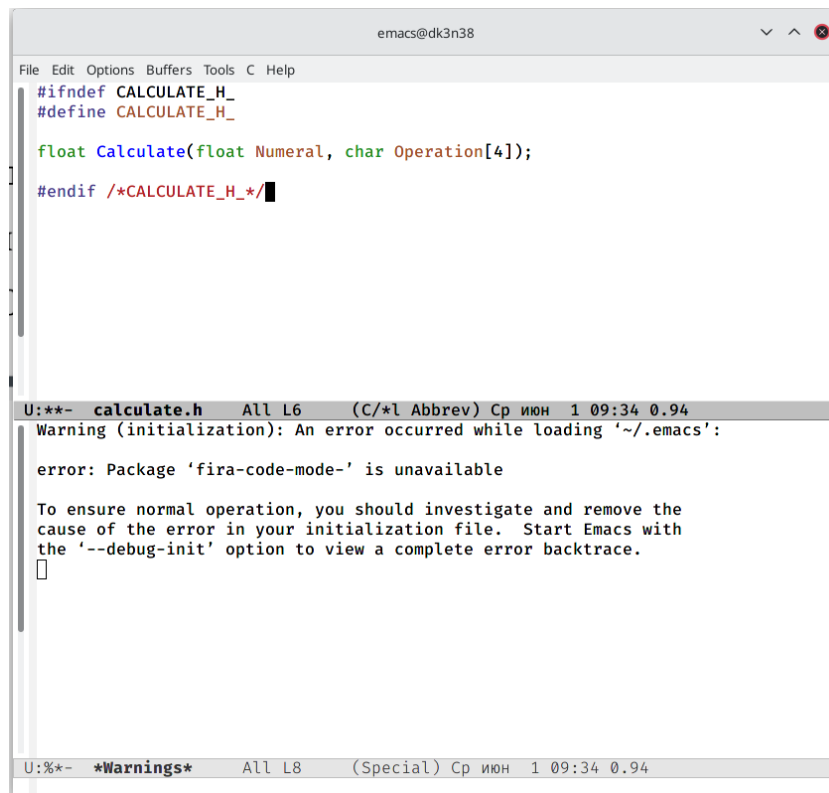 emacs@dk3n38
File Edit Options Buffers Tools C Help
#ifndef CALCULATE_H_
#define CALCULATE_H_
float Calculate(float Numeral, char Operation[4]);
#endif /*CALCULATE_H_*/
U:**-  calculate.h    All L6     (C/*l Abbrev) Ср июн  1 09:34 0.94
Warning (initialization): An error occurred while loading ‘~/.emacs’:
error: Package ‘fira-code-mode-’ is unavailable
To ensure normal operation, you should investigate and remove the
cause of the error in your initialization file.  Start Emacs with
the ‘--debug-init’ option to view a complete error backtrace.
U:%*-  *Warnings*     All L8     (Special) Ср июн  1 09:34 0.94